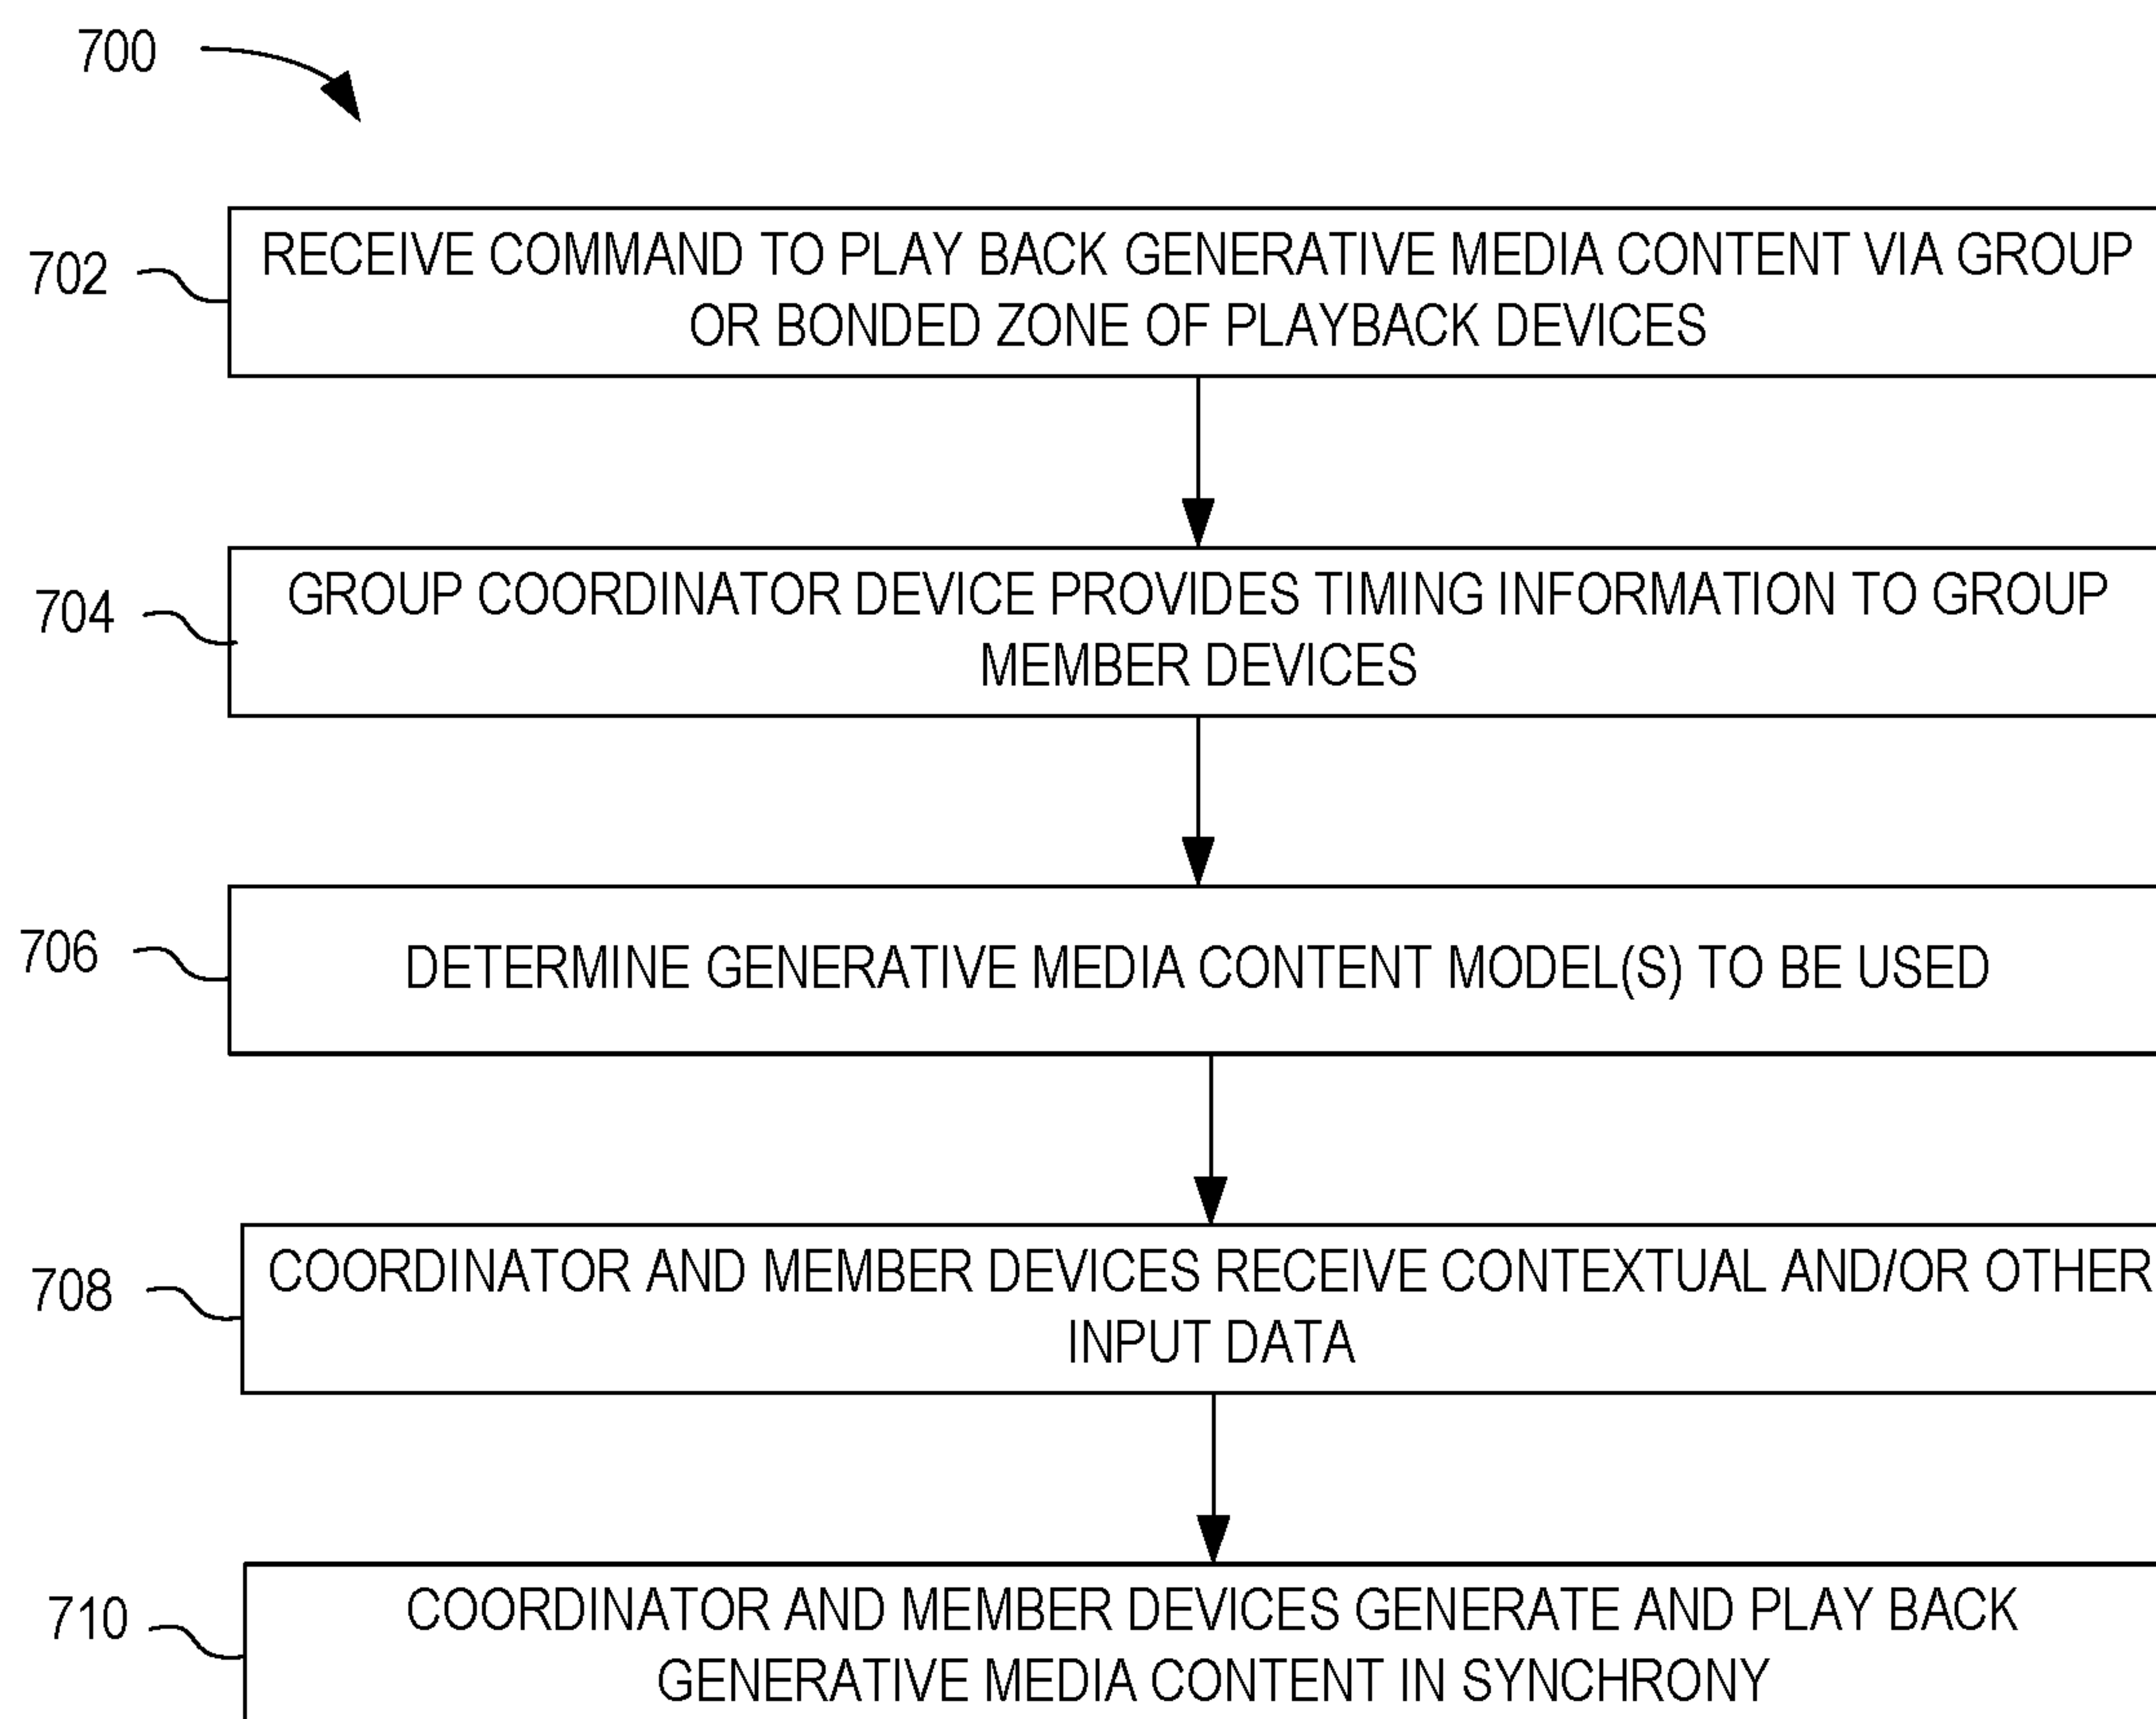 700
702
RECEIVE COMMAND TO PLAY BACK GENERATIVE MEDIA CONTENT VIA GROUP
OR BONDED ZONE OF PLAYBACK DEVICES
704
GROUP COORDINATOR DEVICE PROVIDES TIMING INFORMATION TO GROUP
MEMBER DEVICES
706
DETERMINE GENERATIVE MEDIA CONTENT MODEL(S) TO BE USED
708
COORDINATOR AND MEMBER DEVICES RECEIVE CONTEXTUAL AND/OR OTHER
INPUT DATA
710
COORDINATOR AND MEMBER DEVICES GENERATE AND PLAY BACK
GENERATIVE MEDIA CONTENT IN SYNCHRONY